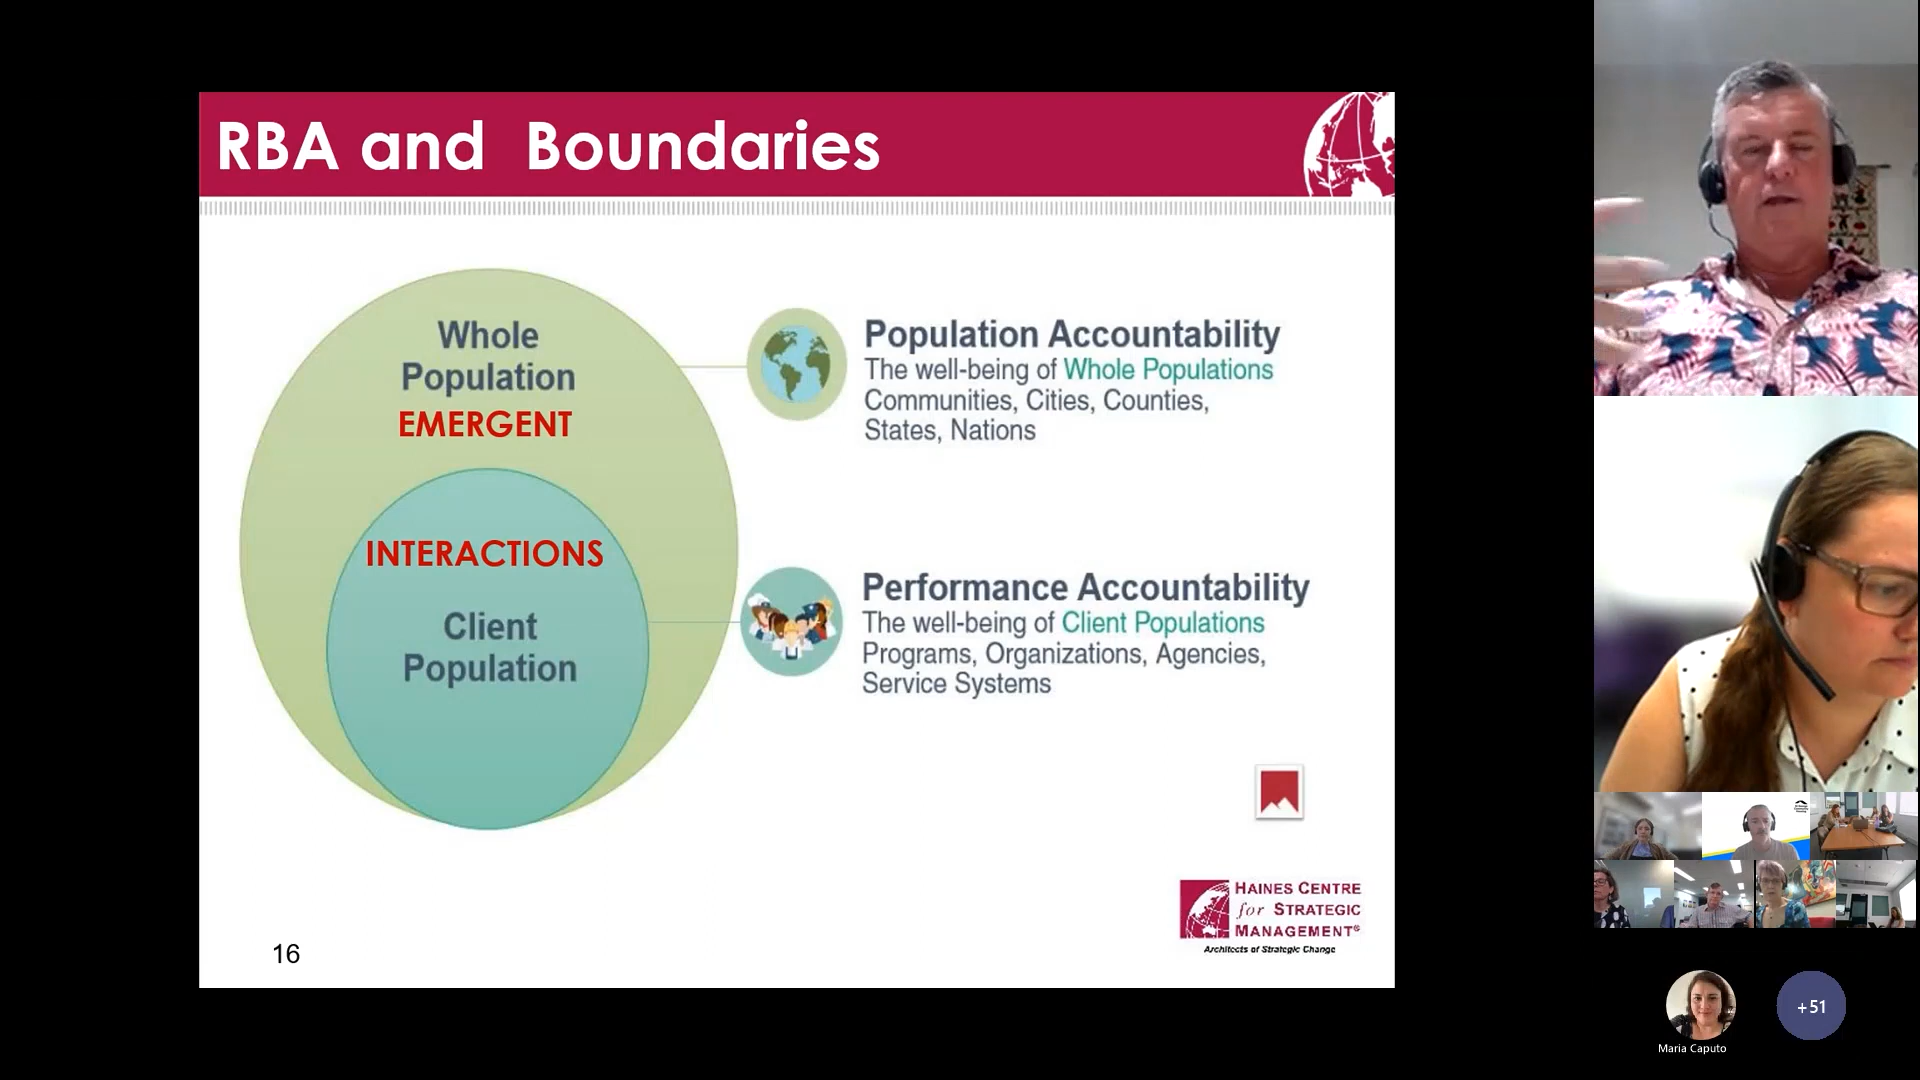 RBA and Boundaries
Whole
Population
EMERGENT
INTERACTIONS
Client
Population
Population Accountability
The well-being of Whole Populations
Communities, Cities, Counties,
States, Nations
Performance Accountability
The well-being of Client Populations
Programs, Organizations, Agencies,
Service Systems
HAINES CENTRE
for STRATEGIC
MANAGEMENT®
Architects of Strategic Change
16
Maria Caputo
+51